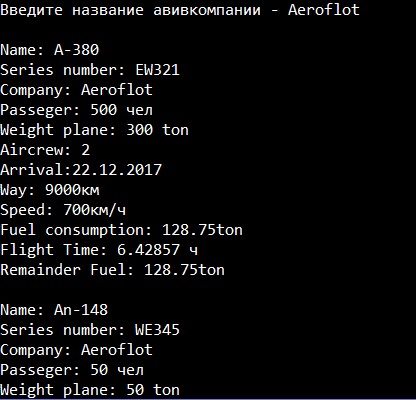 Введите название авивкомпании - Aeroflot
Name: A-380
Series number: EW321
Company: Aeroflot
Passeger: 500 чел
Weight plane: 300 ton
Aircrew: 2
Arrival:22.12.2017
Way: 9000км
Speed: 700км/ч
Fuel consumption: 128.75ton
Flight Time: 6.42857 ч
Remainder Fuel: 128.75ton
Name: An-148
Series number: WE345
Company: Aeroflot
Passeger: 50 чел
Weight plane: 50 ton